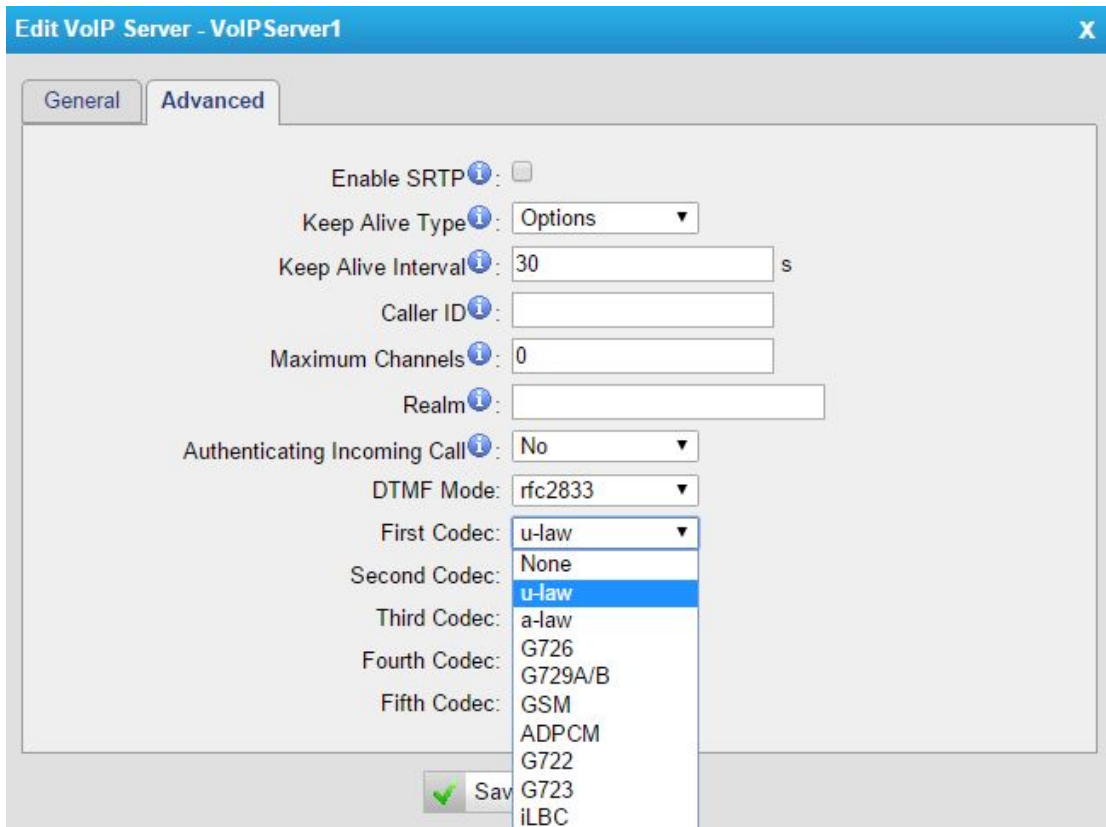 Edit VoIP Server - VoIPServer1 X
General Advanced
Enable SRTP i :
Keep Alive Type i : Options
Keep Alive Interval i : 30 s
Caller ID i :
Maximum Channels i : 0
Realm i :
Authenticating Incoming Call i : No
DTMF Mode: rfc2833
First Codec: u-law
None
Second Codec:
u-law
Third Codec: a-law
G726
Fourth Codec:
G729A/B
Fifth Codec: GSM
ADPCM
G722
Sav G723
iLBC